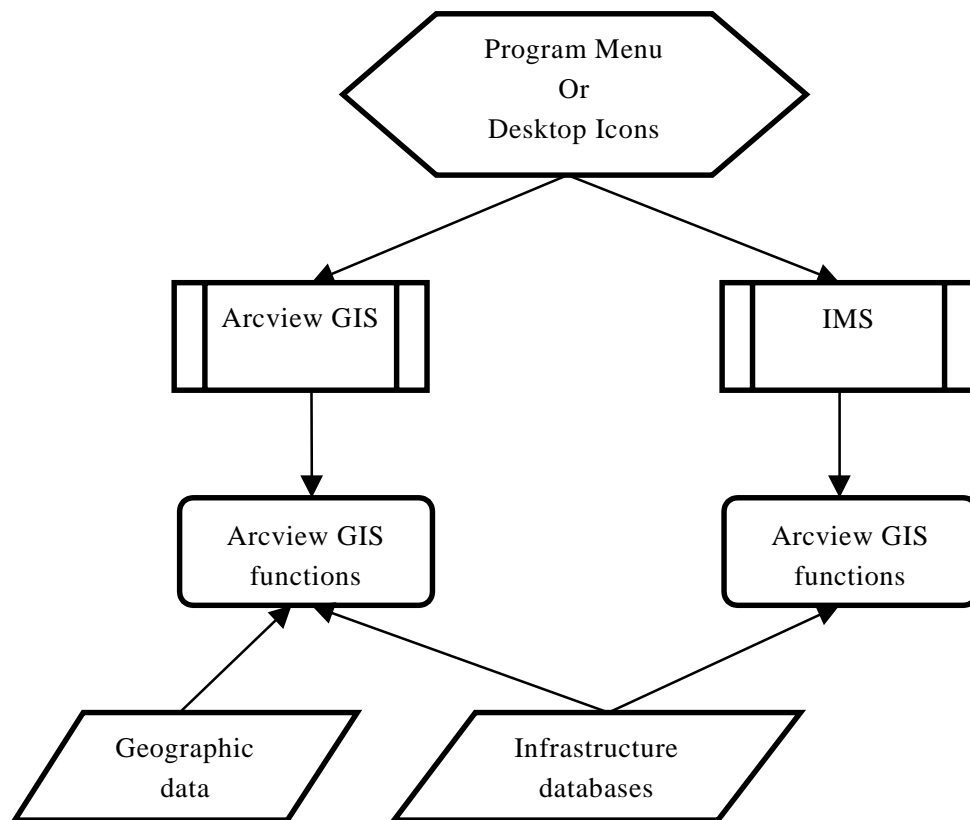 Program Menu
Or
Desktop Icons
Arcview GIS
IMS
Arcview GIS
functions
Arcview GIS
functions
Geographic
data
Infrastructure
databases